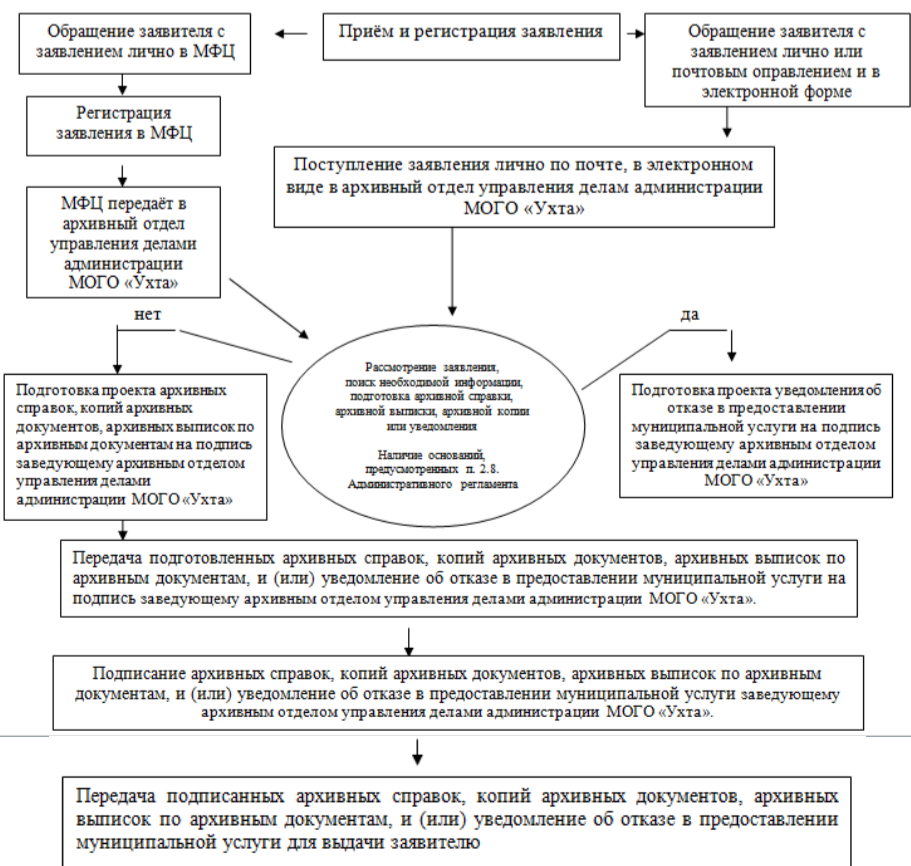 Обращение заявителя с
заявлением лично в МФЦ
Приём и регистрация заявления
Обращение заявителя с
заявлением лично или
почтовым оправлением и в
электронной форме
Регистрация
заявления в МФЦ
Поступление заявления лично по почте, в электронном
виде в архивный отдел управления делам администрации
МОГО «Ухта»
МФЦ передаёт в
архивный отдел
управления делами
администрации
МОГО «Ухта»
нет
да
Рассмотрение заявления,
поиск необходимой информации,
подготовка архивной справки,
архивной выписки, архивной копии
или уведомления
Наличие оснований,
предусмотренных п. 2.8.
Административного регламента
Подготовка проекта архивных
справок, копий архивных
документов, архивных выписок по
архивным документам на подпись
заведующему архивным отделом
управления делами
администрации МОГО «Ухта»
Подготовка проекта уведомления об
отказе в предоставлении
муниципальной услуги на подпись
заведующему архивным отделом
управления делами администрации
МОГО «Ухта»
Передача подготовленных архивных справок, копий архивных документов, архивных выписок по
архивным документам, и (или) уведомление об отказе в предоставлении муниципальной услуги на
подпись заведующему архивным отделом управления делами администрации МОГО «Ухта».
Подписание архивных справок, копий архивных документов, архивных выписок по архивным
документам, и (или) уведомление об отказе в предоставлении муниципальной услуги заведующему
архивным отделом управления делами администрации МОГО «Ухта».
Передача подписанных архивных справок, копий архивных документов, архивных
выписок по архивным документам, и (или) уведомление об отказе в предоставлении
муниципальной услуги для выдачи заявителю